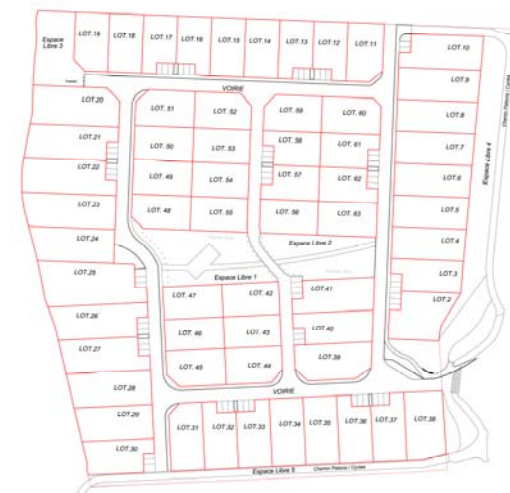 LOT.19
LOT.18
LOT.17
LOT.16
LOT.15
LOT.14
LOT.13
LOT.12
LOT.11
LOT.10
Espace
Libre 3
LOT.9
VOIRIE
LOT.20
LOT. 51
LOT. 52
LOT. 59
LOT. 60
LOT.8
Chemin Piétons / Cycles
LOT.21
LOT. 50
LOT. 53
LOT. 58
LOT. 61
LOT.7
LOT.22
LOT. 49
LOT. 54
LOT. 57
LOT. 62
LOT.6
Espace Libre 4
LOT.23
LOT. 48
LOT. 55
LOT. 56
LOT. 63
LOT.5
LOT.24
Espace Libre 2
LOT.4
LOT.25
Espace Libre 1
LOT.3
LOT. 47
LOT. 42
LOT.41
LOT.2
LOT.26
LOT. 46
LOT. 43
LOT.40
LOT.27
LOT. 45
LOT. 44
LOT.39
LOT.28
VOIRIE
LOT.29
LOT.31
LOT.32
LOT.33
LOT.34
LOT.35
LOT.36
LOT.37
LOT.38
LOT.30
Espace Libre 5
Chemin Piétons / Cycles